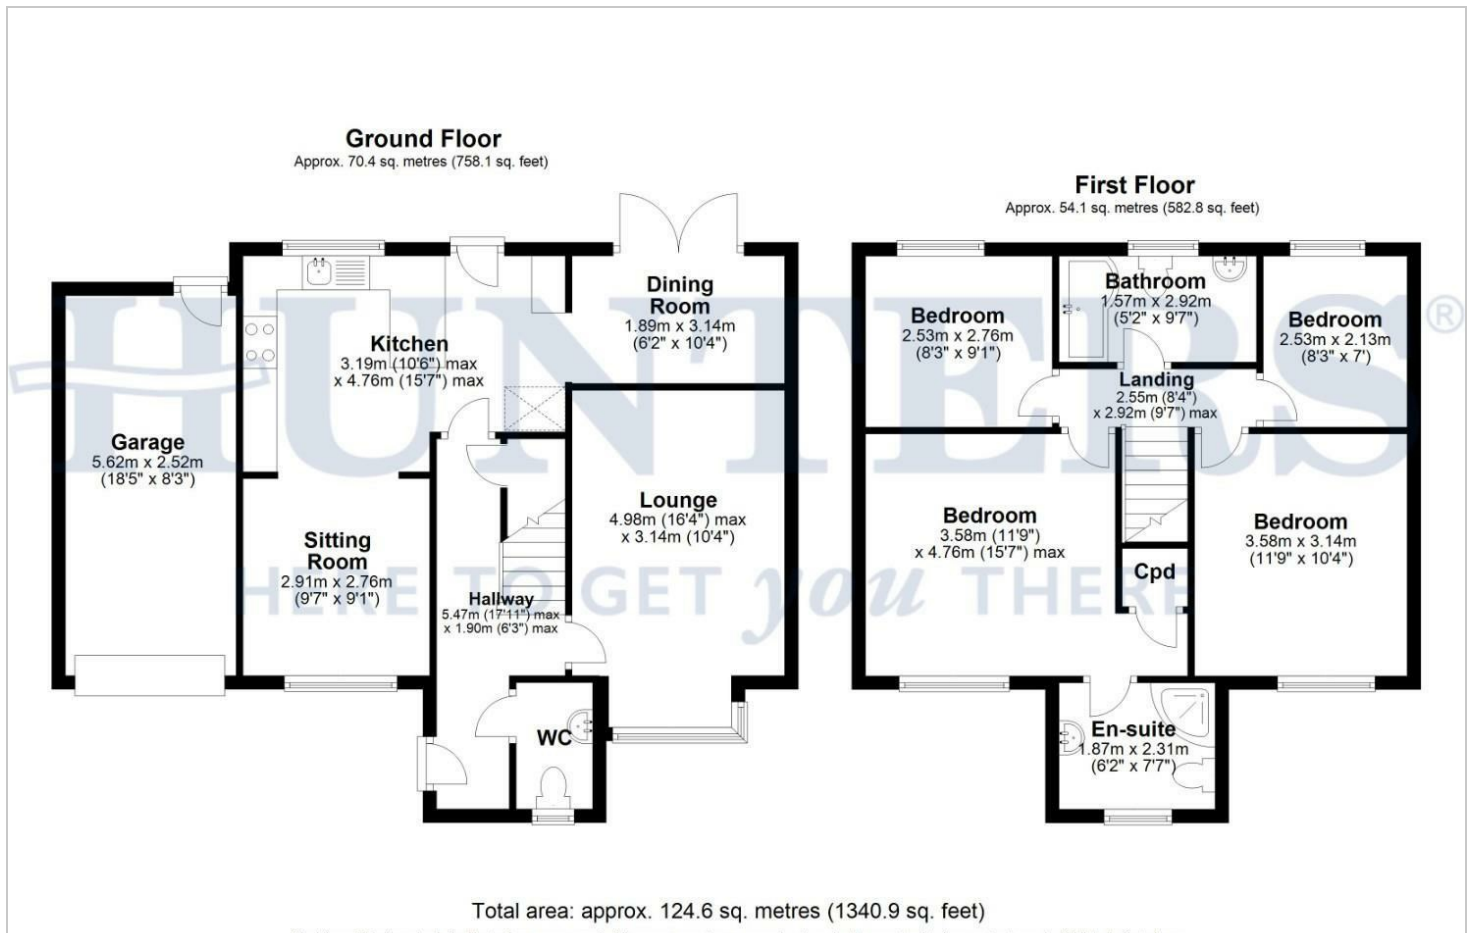 Ground Floor
Approx. 70.4 sq. metres (758.1 sq. feet)
First Floor
Approx. 54.1 sq. metres (582.8 sq. feet)
Dining
Room
1.89m x 3.14m
(6'2" x 10'4")
Kitchen
3.19m (10'6") max
x 4.76m (15'7") max
Garage
5.62m x 2.52m
(18'5" x 8'3")
Lounge
4.98m (16'4") max
x 3.14m (10'4")
Sitting
Room
2.91m x 2.76m
(9'7" x 9'1")
Hallway
5.47m (17'11") max
x 1.90m (6'3") max
WC
Bedroom
2.53m x 2.76m
(8'3" x 9'1")
Bathroom
1.57m x 2.92m
(5'2" x 9'7")
Bedroom
2.53m x 2.13m
(8'3" x 7')
Landing
2.55m (8'4")
x 2.92m (9'7") max
Bedroom
3.58m (11'9")
x 4.76m (15'7") max
Bedroom
3.58m x 3.14m
(11'9" x 10'4")
Cpd
En-suite
1.87m x 2.31m
(6'2" x 7'7")
HUNTERS®
HERE TO GET you THERE
Total area: approx. 124.6 sq. metres (1340.9 sq. feet)